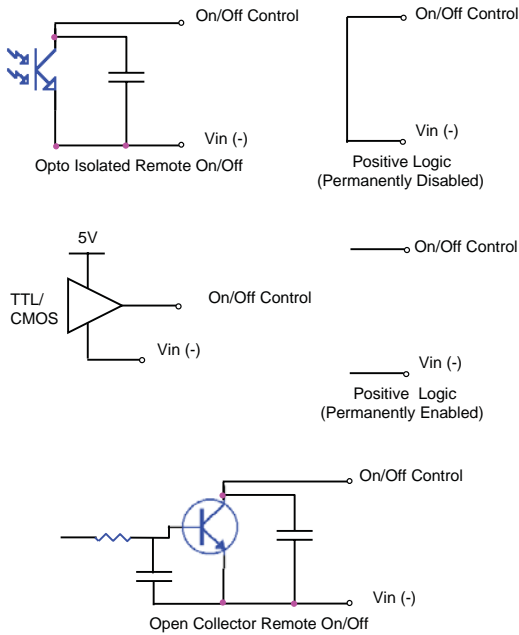 On/Off Control
Vin (-)
Opto Isolated Remote On/Off
On/Off Control
Vin (-)
Positive Logic
(Permanently Disabled)
5V
TTL/
CMOS
On/Off Control
Vin (-)
On/Off Control
Vin (-)
Positive Logic
(Permanently Enabled)
On/Off Control
Vin (-)
Open Collector Remote On/Off